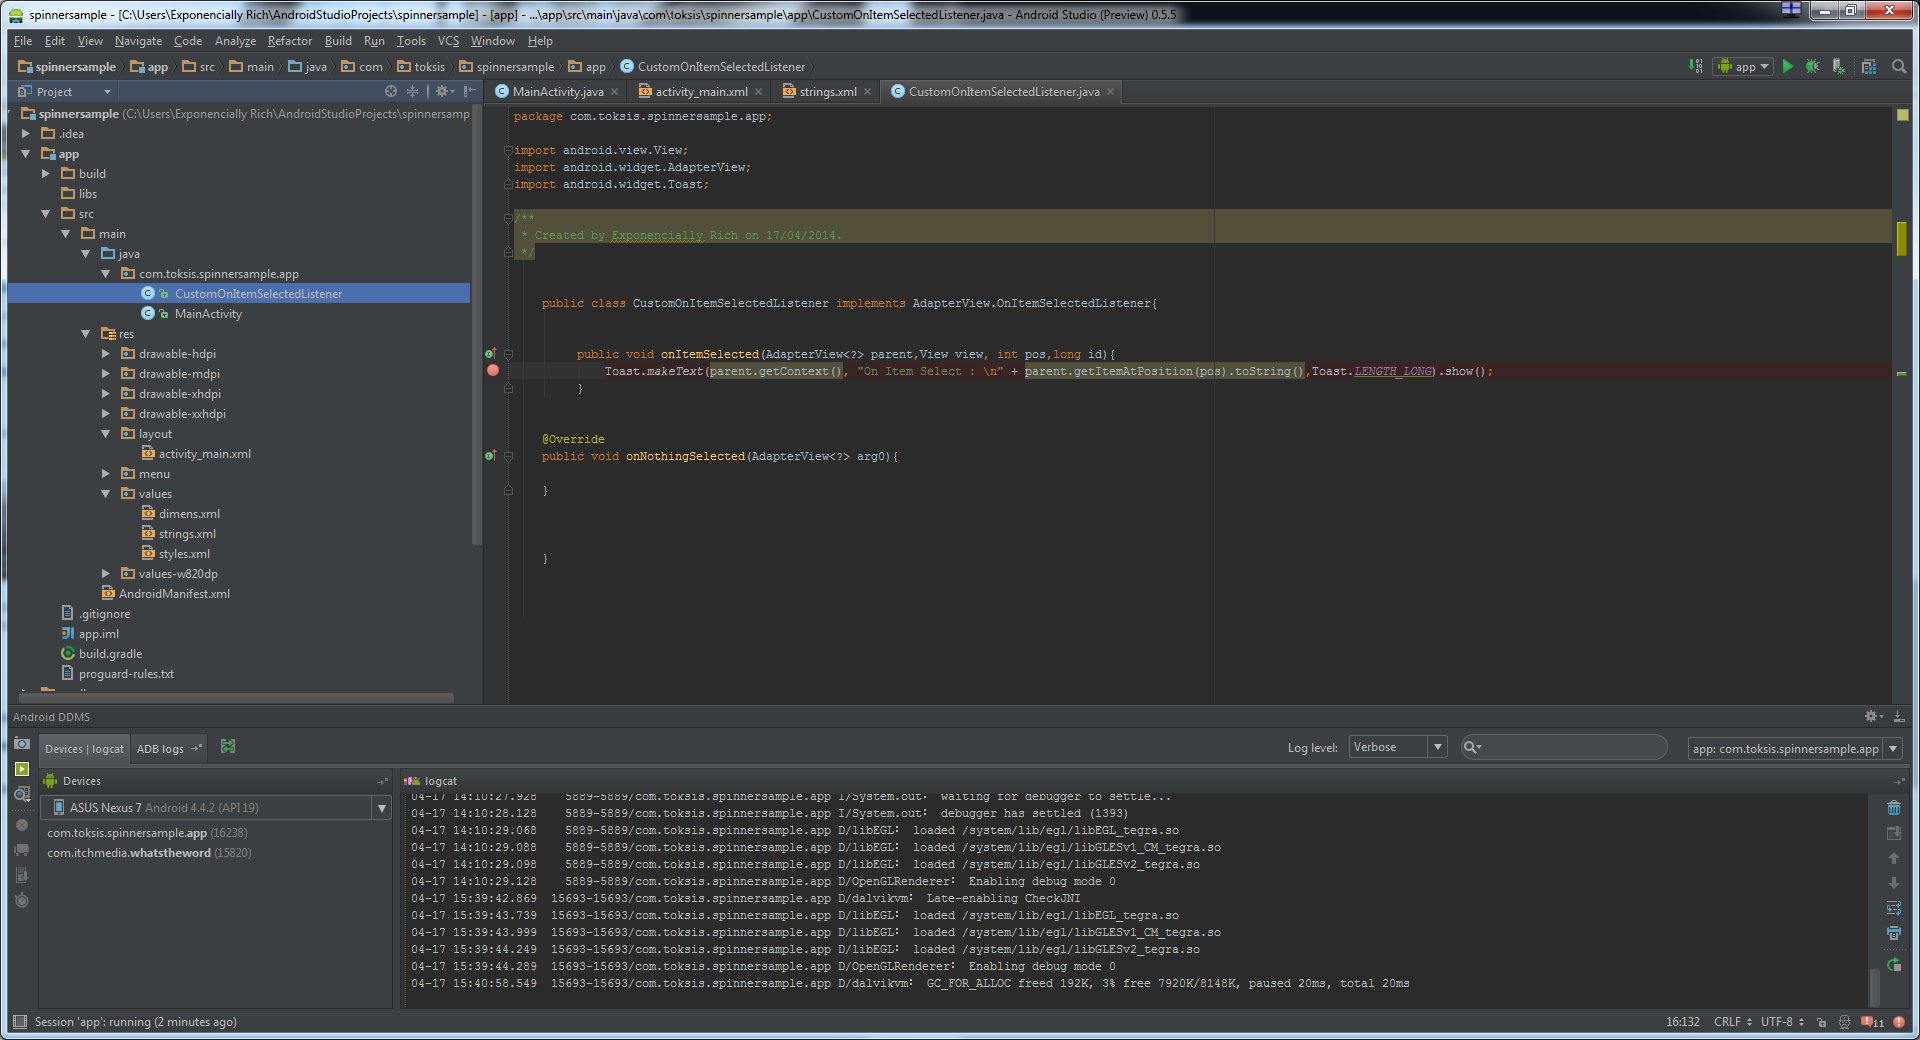 spinnersample - [C:\Users\Exponencially Rich\AndroidStudioProjects\spinnersample] - [app] - ...\app\src\main\java\com\toksis\spinnersample\app\CustomOnItemSelectedListener.java - Android Studio (Preview) 0.5.5
File Edit View Navigate Code Analyze Refactor Build Run Tools VCS Window Help
spinnersample app src main java com toksis spinnersample app CustomOnItemSelectedListener app
Project
MainActivity.java activity_main.xml strings.xml CustomOnItemSelectedListener.java
spinnersample (C:\Users\Exponencially Rich\AndroidStudioProjects\spinnersamp
.idea
app
build
libs
src
main
java
com.toksis.spinnersample.app
CustomOnItemSelectedListener
MainActivity
res
drawable-hdpi
drawable-mdpi
drawable-xhdpi
drawable-xxhdpi
layout
activity_main.xml
menu
values
dimens.xml
strings.xml
styles.xml
values-w820dp
AndroidManifest.xml
.gitignore
app.iml
build.gradle
proguard-rules.txt
package com.toksis.spinnersample.app;
import android.view.View;
import android.widget.AdapterView;
import android.widget.Toast;
/**
* Created by Exponencially Rich on 17/04/2014.
*/
public class CustomOnItemSelectedListener implements AdapterView.OnItemSelectedListener{
public void onItemSelected(AdapterView<?> parent,View view, int pos,long id){
Toast.makeText(parent.getContext(), "On Item Select : \n" + parent.getItemAtPosition(pos).toString(),Toast.LENGTH_LONG).show();
}
@Override
public void onNothingSelected(AdapterView<?> arg0){
}
}
Android DDMS
Devices | logcat ADB logs Log level: Verbose app: com.toksis.spinnersample.app
Devices
ASUS Nexus 7 Android 4.4.2 (API 19)
com.toksis.spinnersample.app (16238)
com.itchmedia.whatstheword (15820)
logcat
04-17 14:10:27.928 5889-5889/com.toksis.spinnersample.app I/System.out: waiting for debugger to settle...
04-17 14:10:28.128 5889-5889/com.toksis.spinnersample.app I/System.out: debugger has settled (1393)
04-17 14:10:29.068 5889-5889/com.toksis.spinnersample.app D/libEGL: loaded /system/lib/egl/libEGL_tegra.so
04-17 14:10:29.088 5889-5889/com.toksis.spinnersample.app D/libEGL: loaded /system/lib/egl/libGLESv1_CM_tegra.so
04-17 14:10:29.098 5889-5889/com.toksis.spinnersample.app D/libEGL: loaded /system/lib/egl/libGLESv2_tegra.so
04-17 14:10:29.128 5889-5889/com.toksis.spinnersample.app D/OpenGLRenderer: Enabling debug mode 0
04-17 15:39:42.869 15693-15693/com.toksis.spinnersample.app D/dalvikvm: Late-enabling CheckJNI
04-17 15:39:43.739 15693-15693/com.toksis.spinnersample.app D/libEGL: loaded /system/lib/egl/libEGL_tegra.so
04-17 15:39:43.999 15693-15693/com.toksis.spinnersample.app D/libEGL: loaded /system/lib/egl/libGLESv1_CM_tegra.so
04-17 15:39:44.249 15693-15693/com.toksis.spinnersample.app D/libEGL: loaded /system/lib/egl/libGLESv2_tegra.so
04-17 15:39:44.289 15693-15693/com.toksis.spinnersample.app D/OpenGLRenderer: Enabling debug mode 0
04-17 15:40:58.549 15693-15693/com.toksis.spinnersample.app D/dalvikvm: GC_FOR_ALLOC freed 192K, 3% free 7920K/8148K, paused 20ms, total 20ms
Session 'app': running (2 minutes ago) 16:132 CRLF UTF-8 11